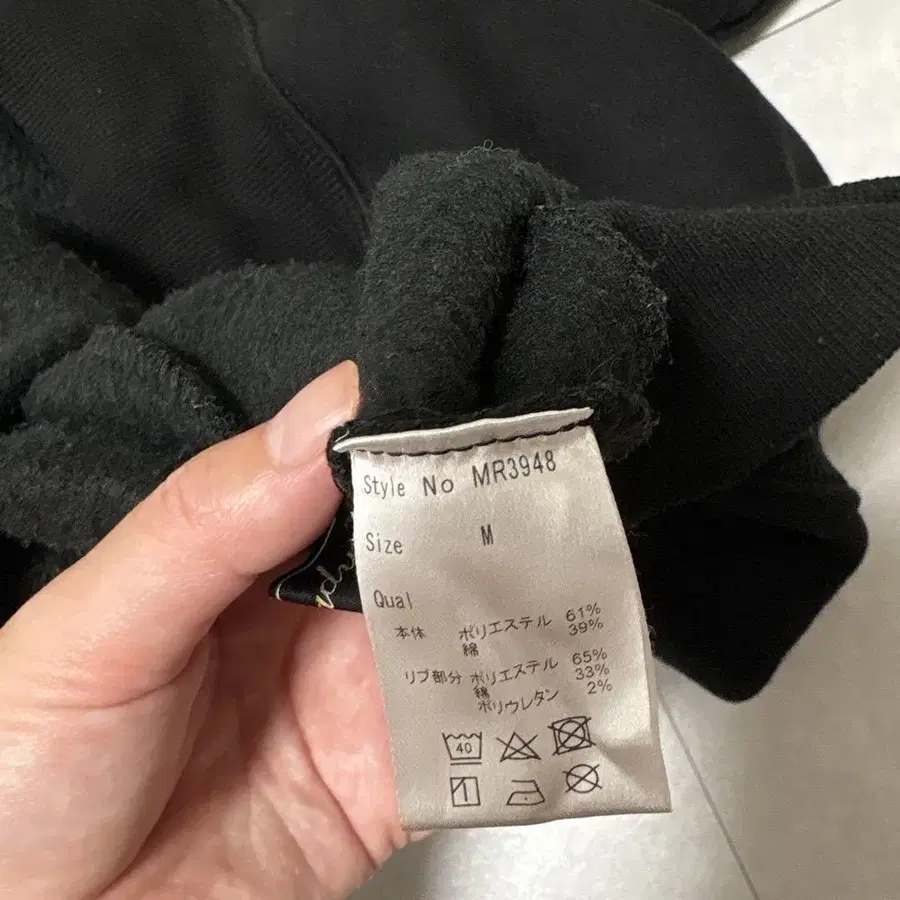 Style No MR3948
Size M
Qual
本体 ポリエステル 61%
綿 39%
リブ部分 ポリエステル 65%
綿 33%
ポリウレタン 2%
40